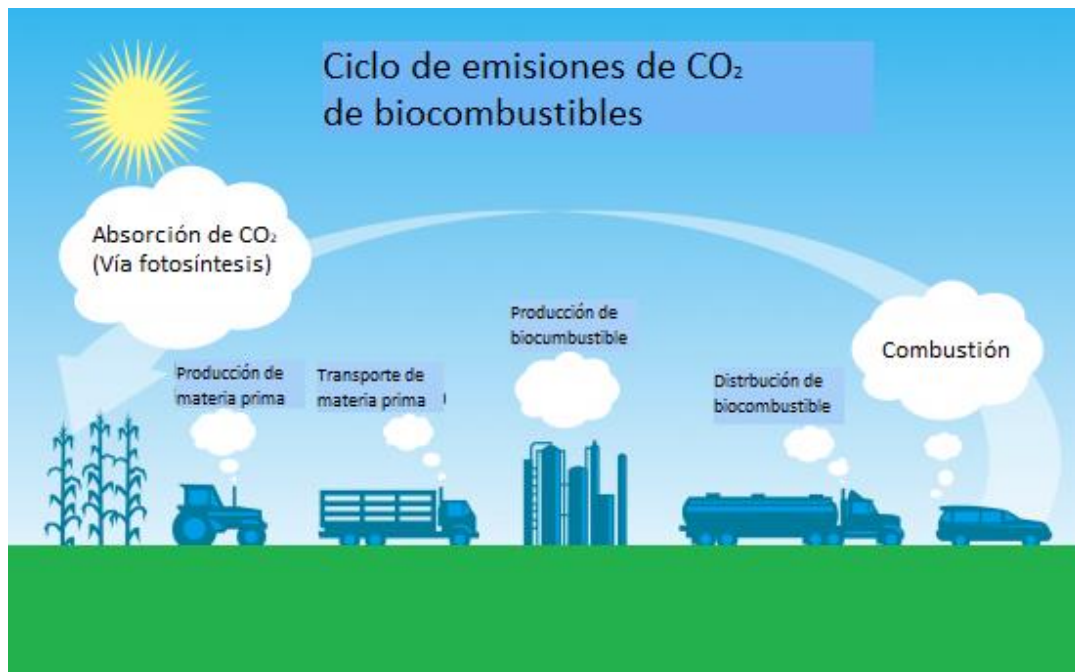 Ciclo de emisiones de CO₂
de biocombustibles
Absorción de CO₂
(Vía fotosíntesis)
Producción de
materia prima
Transporte de
materia prima
Producción de
biocumbustible
Distrbución de
biocombustible
Combustión